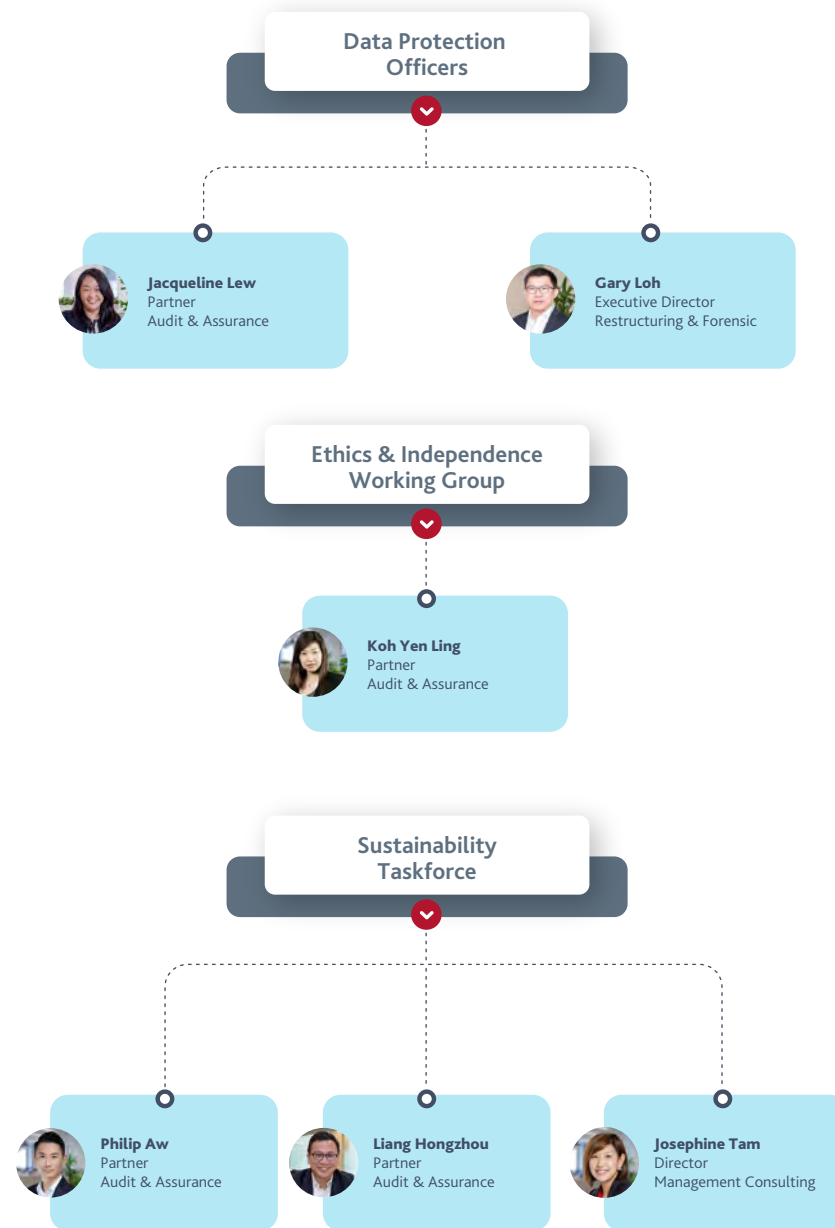 Data Protection
Officers
Jacqueline Lew
Partner
Audit & Assurance
Gary Loh
Executive Director
Restructuring & Forensic
Ethics & Independence
Working Group
Koh Yen Ling
Partner
Audit & Assurance
Sustainability
Taskforce
Philip Aw
Partner
Audit & Assurance
Liang Hongzhou
Partner
Audit & Assurance
Josephine Tam
Director
Management Consulting